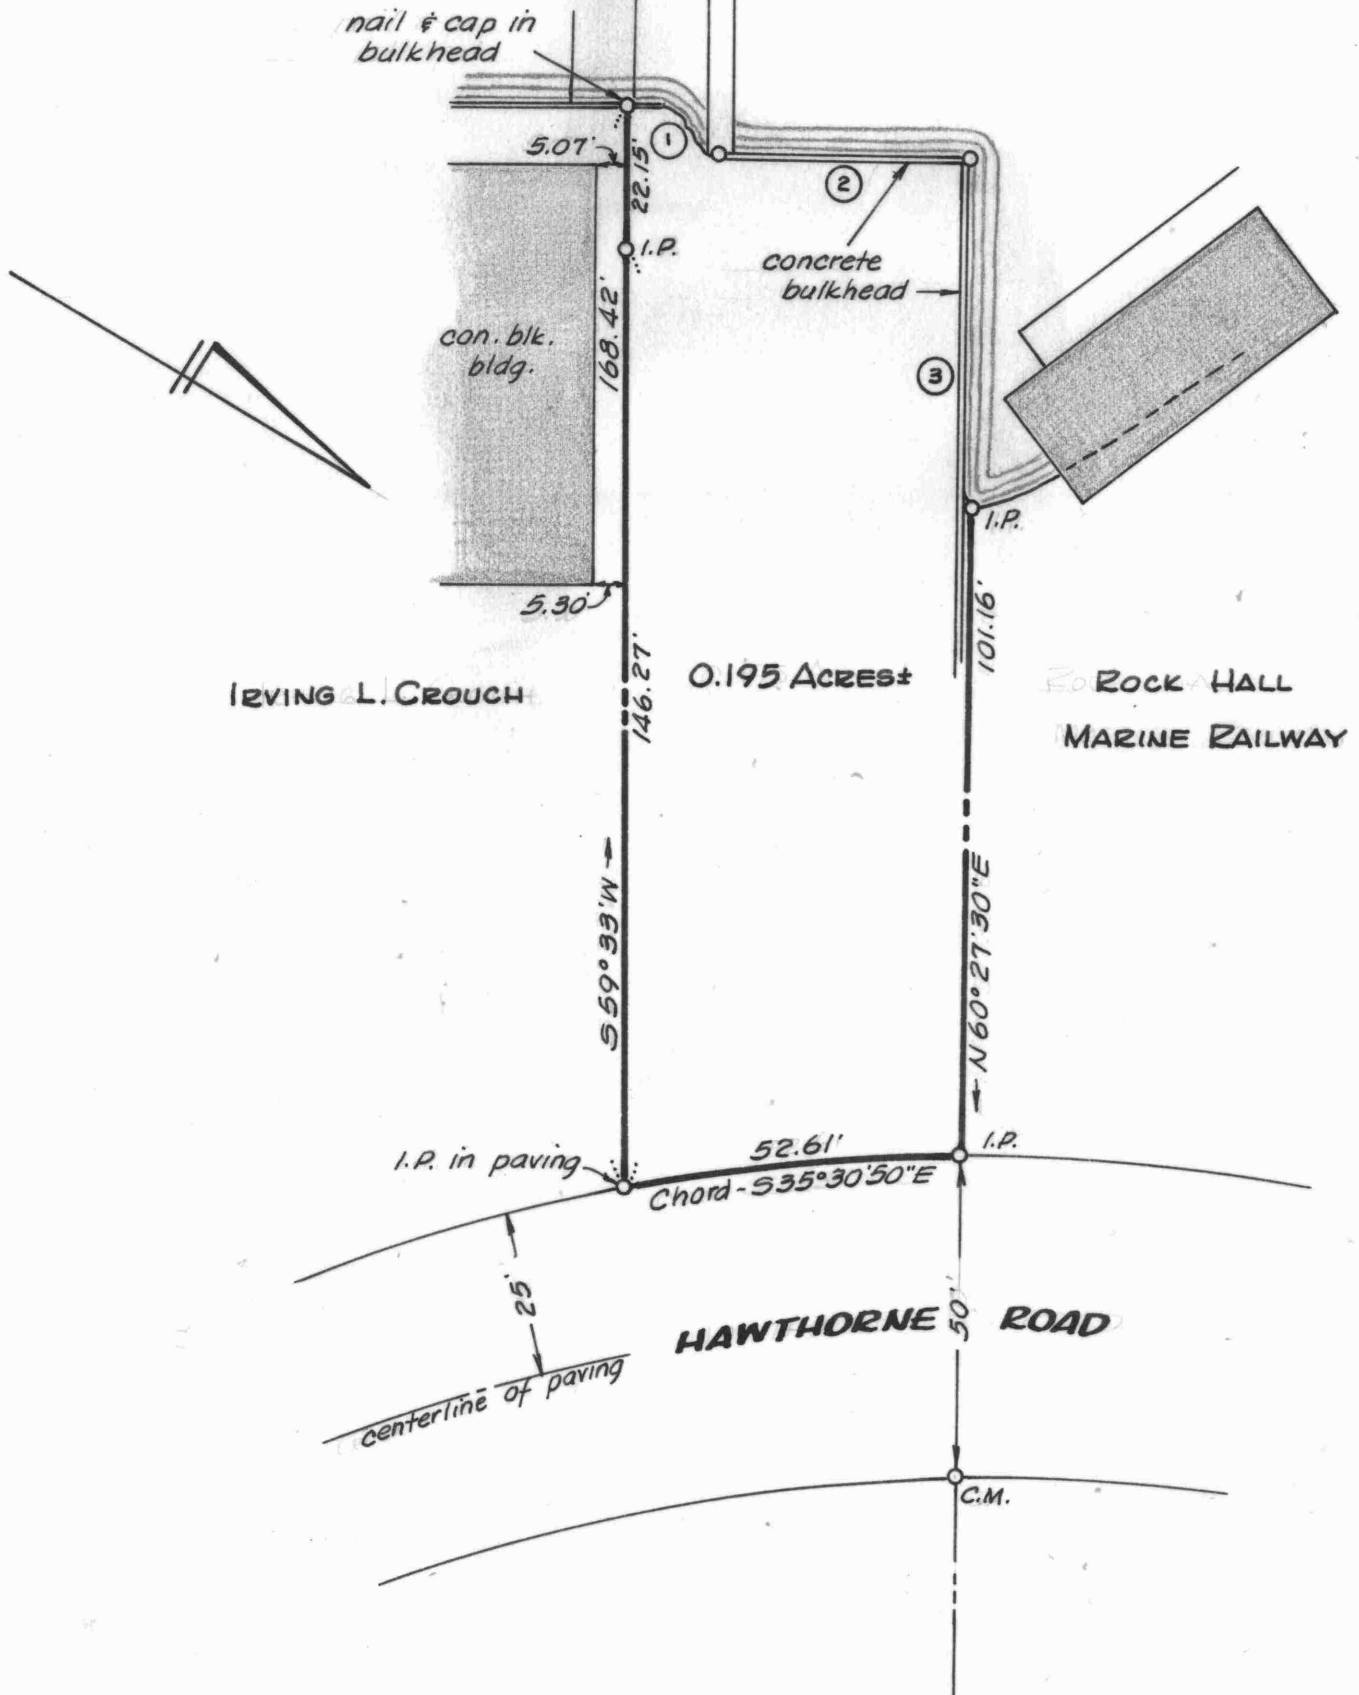 nail & cap in
bulkhead
5.07'
22.15'
1
2
I.P.
concrete
bulkhead
168.42'
con. blk.
bldg.
3
I.P.
5.30'
101.16'
146.27'
IRVING L. CROUCH
0.195 ACRES±
ROCK HALL
MARINE RAILWAY
S59°33'W
N60°27'30"E
I.P. in paving
52.61'
I.P.
Chord - S35°30'50"E
25'
50'
HAWTHORNE ROAD
centerline of paving
C.M.